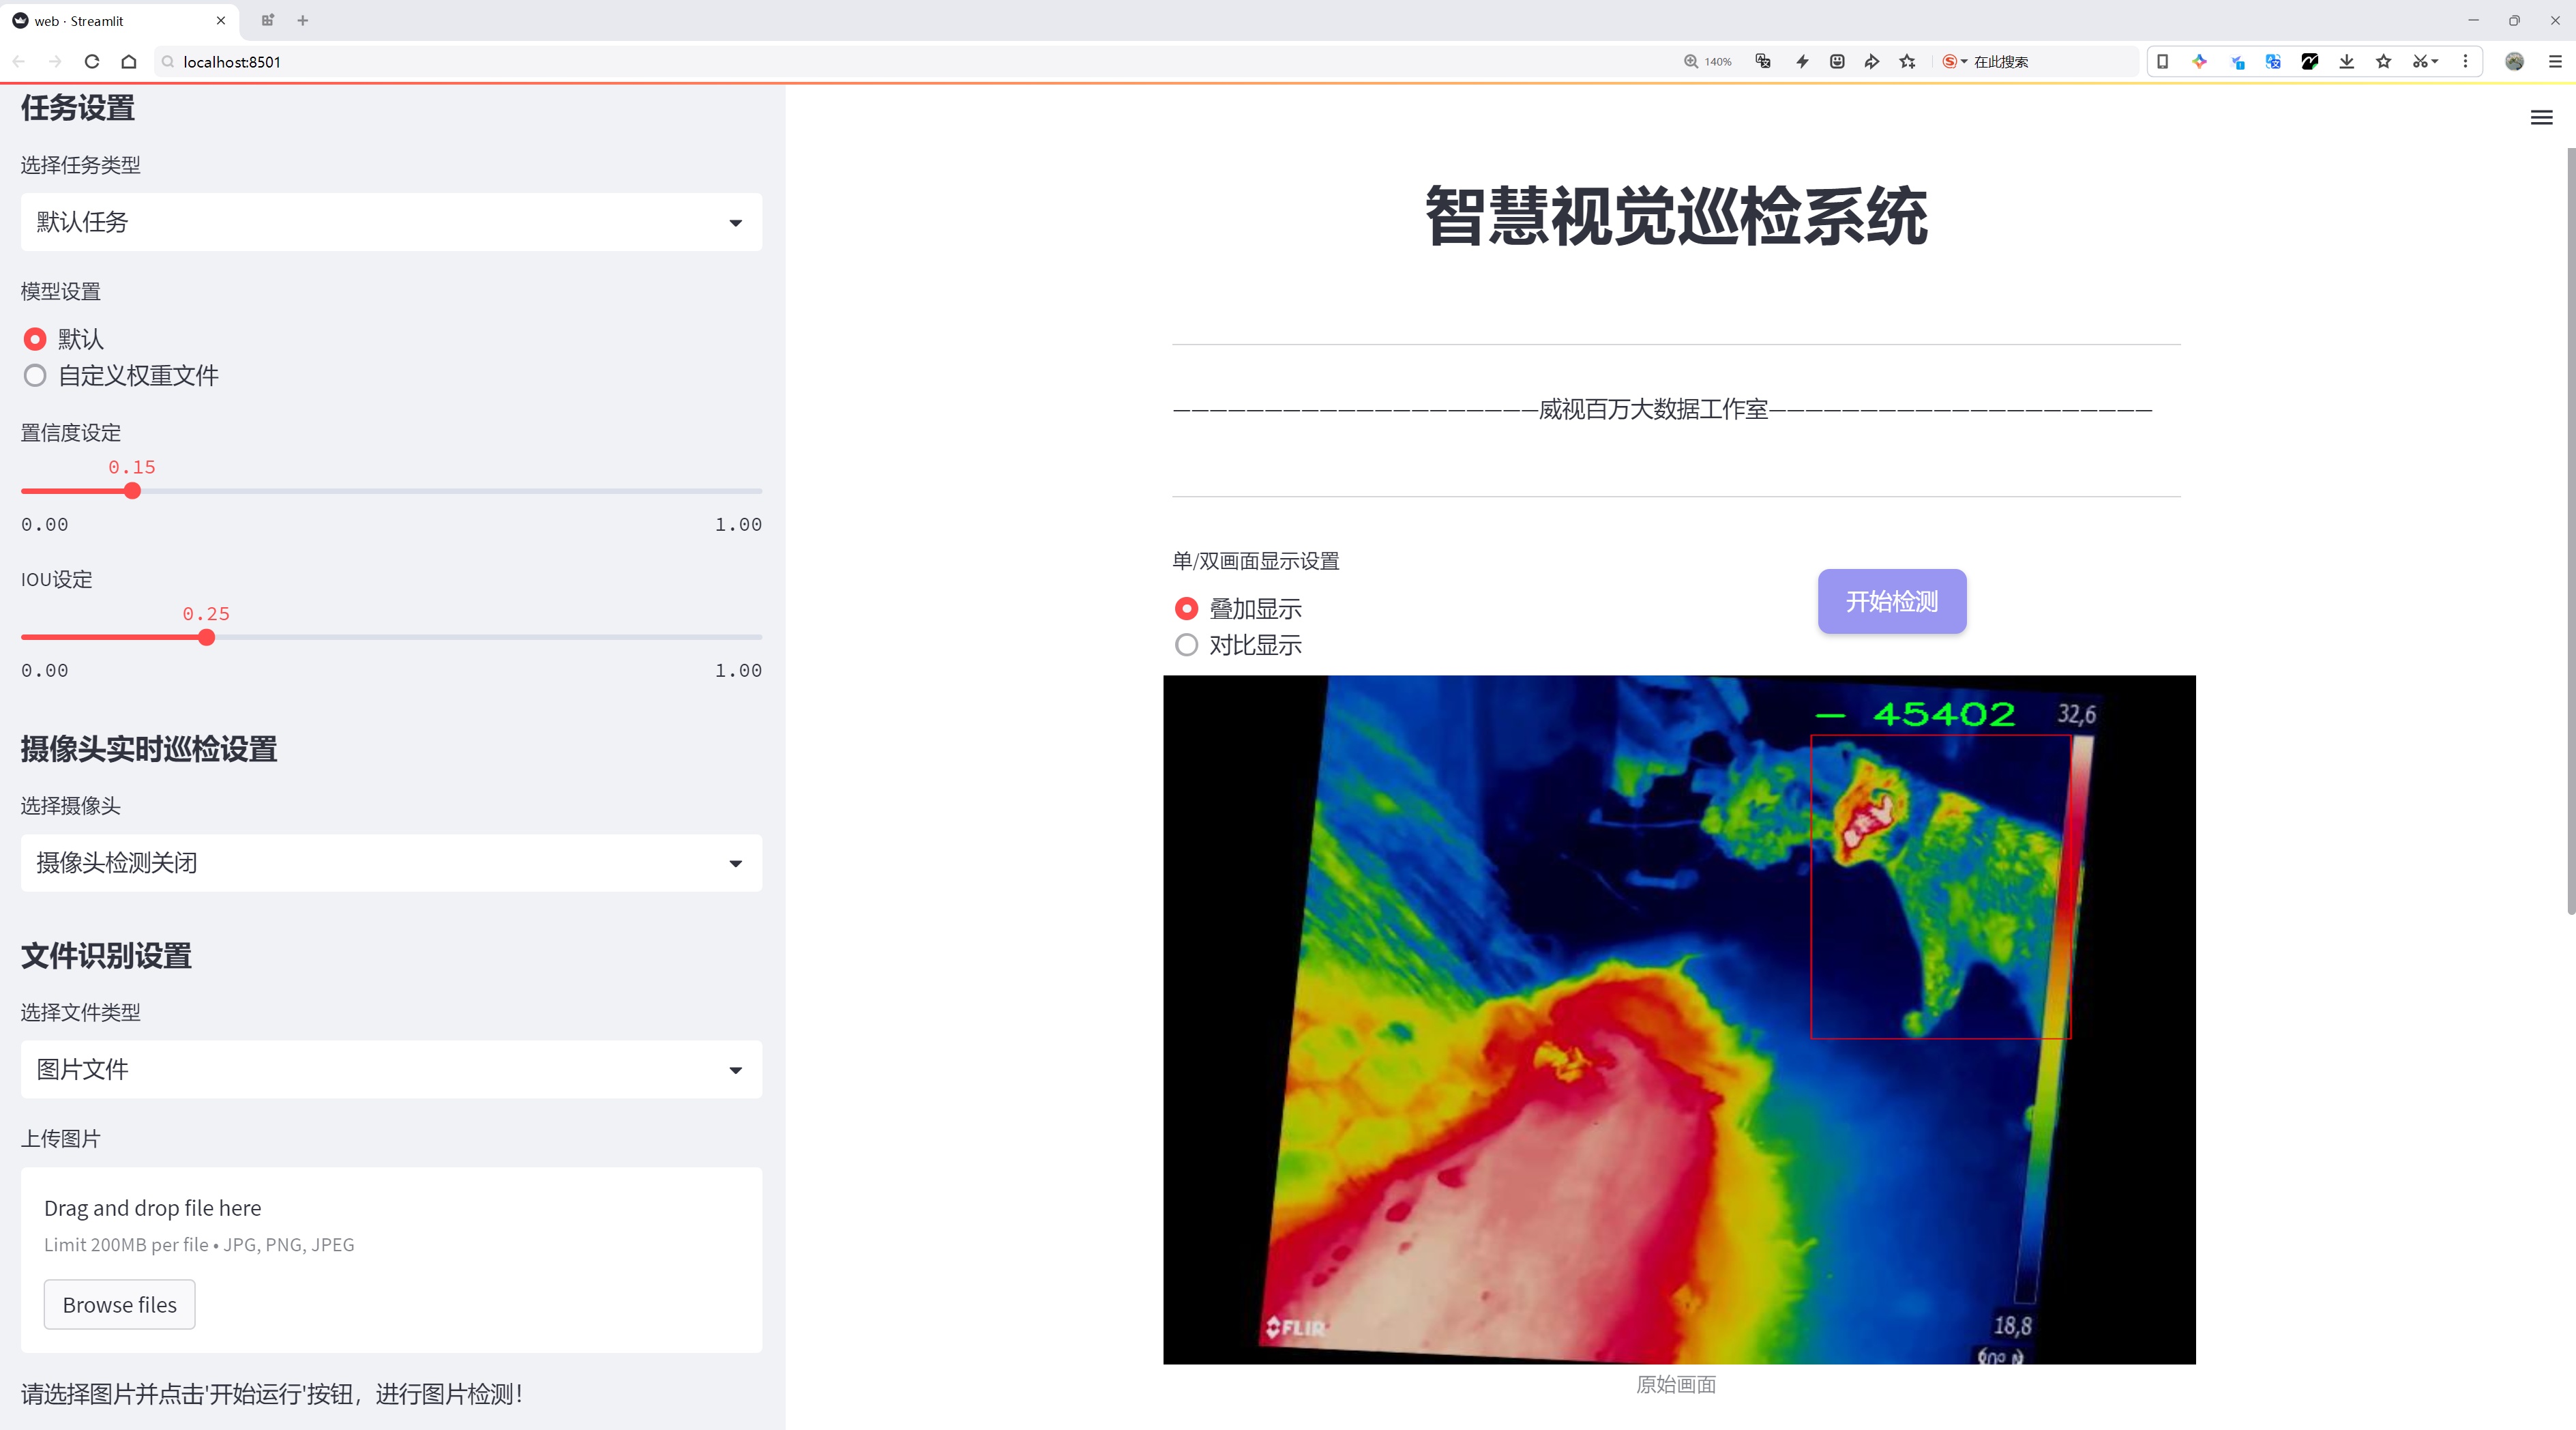 web · Streamlit
localhost:8501
140%
在此搜索
任务设置
选择任务类型
默认任务
模型设置
默认
自定义权重文件
置信度设定
0.15
0.00
1.00
IOU设定
0.25
0.00
1.00
摄像头实时巡检设置
选择摄像头
摄像头检测关闭
文件识别设置
选择文件类型
图片文件
上传图片
Drag and drop file here
Limit 200MB per file • JPG, PNG, JPEG
Browse files
请选择图片并点击'开始运行'按钮，进行图片检测！
智慧视觉巡检系统
————————————————————威视百万大数据工作室—————————————————————
单/双画面显示设置
叠加显示
对比显示
开始检测
— 45402
32,6
18,8
FLIR
原始画面